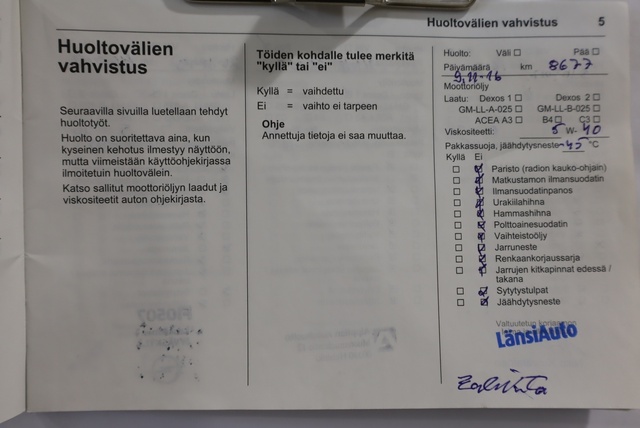 Huoltovälien vahvistus 5
Huoltovälien
vahvistus
Seuraavilla sivuilla luetellaan tehdyt
huoltotyöt.
Huolto on suoritettava aina, kun
kyseinen kehotus ilmestyy näyttöön,
mutta viimeistään käyttöohjekirjassa
ilmoitetuin huoltovälein.
Katso sallitut moottoriöljyn laadut ja
viskositeetit auton ohjekirjasta.
Töiden kohdalle tulee merkitä
"kyllä" tai "ei"
Kyllä = vaihdettu
Ei = vaihto ei tarpeen
Ohje
Annettuja tietoja ei saa muuttaa.
Huolto: Väli ☐ Pää ☐
Päiyämäärä km 8677
9.11-16
Moottoriöljy
Laatu: Dexos 1 ☐ Dexos 2 ☐
GM-LL-A-025 ☐ GM-LL-B-025 ☐
ACEA A3 ☐ B4 ☐ C3 ☐
Viskositeetti: 5 W- 40
Pakkassuoja, jäähdytysneste -45 °C
Kyllä Ei
Paristo (radion kauko-ohjain)
Matkustamon ilmansuodatin
Ilmansuodatinpanos
Urakiilahihna
Hammashihna
Polttoainesuodatin
Vaihteistoöljy
Jarruneste
Renkaankorjaussarja
Jarrujen kitkapinnat edessä /
takana
Sytytystulpat
Jäähdytysneste
Valtuutetun
LänsiAuto